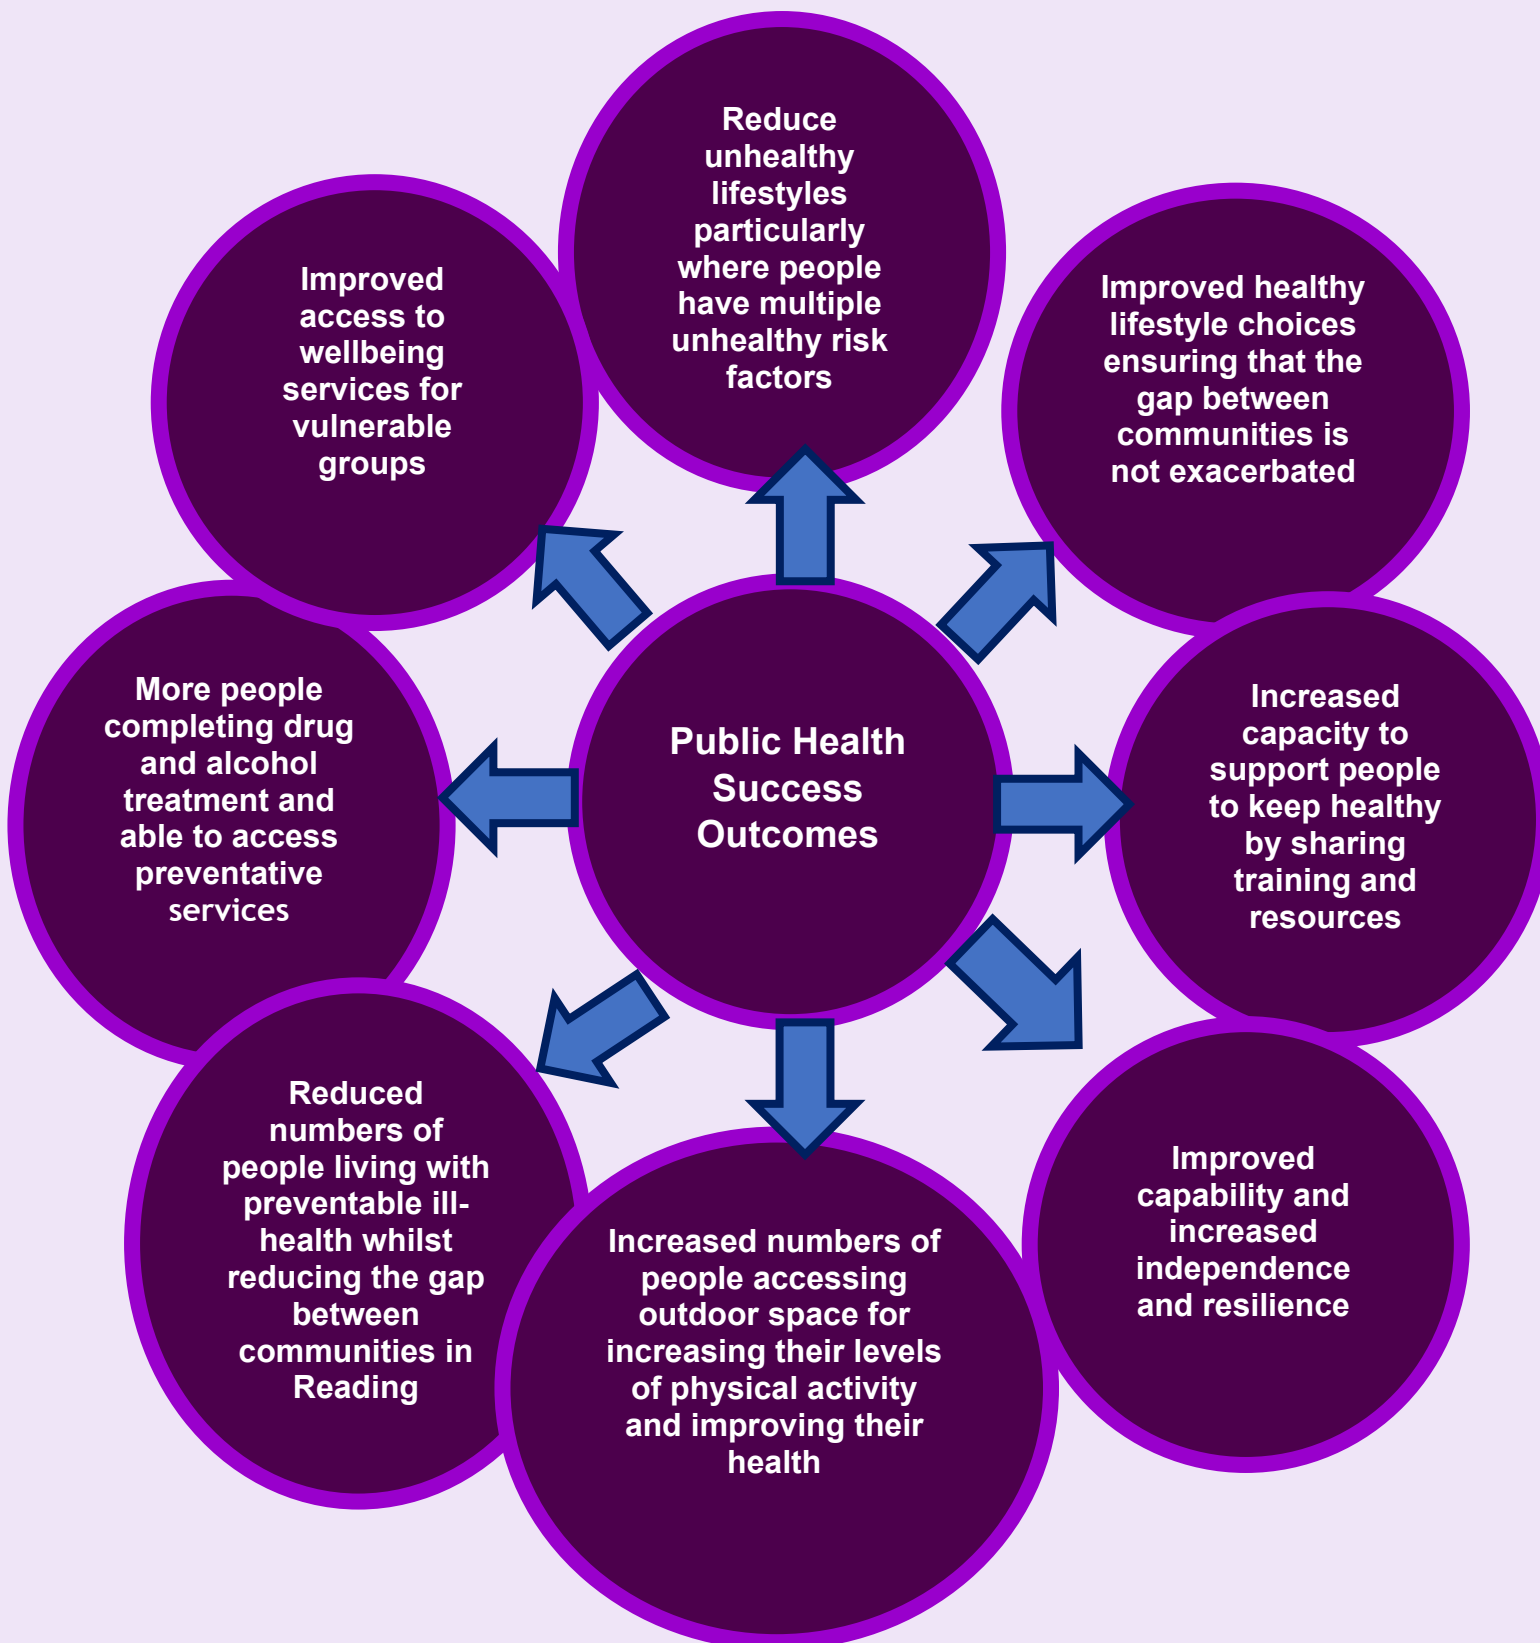 Reduce
unhealthy
lifestyles
particularly
where people
have multiple
unhealthy risk
factors
Improved healthy
lifestyle choices
ensuring that the
gap between
communities is
not exacerbated
Increased
capacity to
support people
to keep healthy
by sharing
training and
resources
Improved
capability and
increased
independence
and resilience
Increased numbers of
people accessing
outdoor space for
increasing their levels
of physical activity
and improving their
health
Reduced
numbers of
people living with
preventable ill-
health whilst
reducing the gap
between
communities in
Reading
More people
completing drug
and alcohol
treatment and
able to access
preventative
services
Improved
access to
wellbeing
services for
vulnerable
groups
Public Health
Success
Outcomes